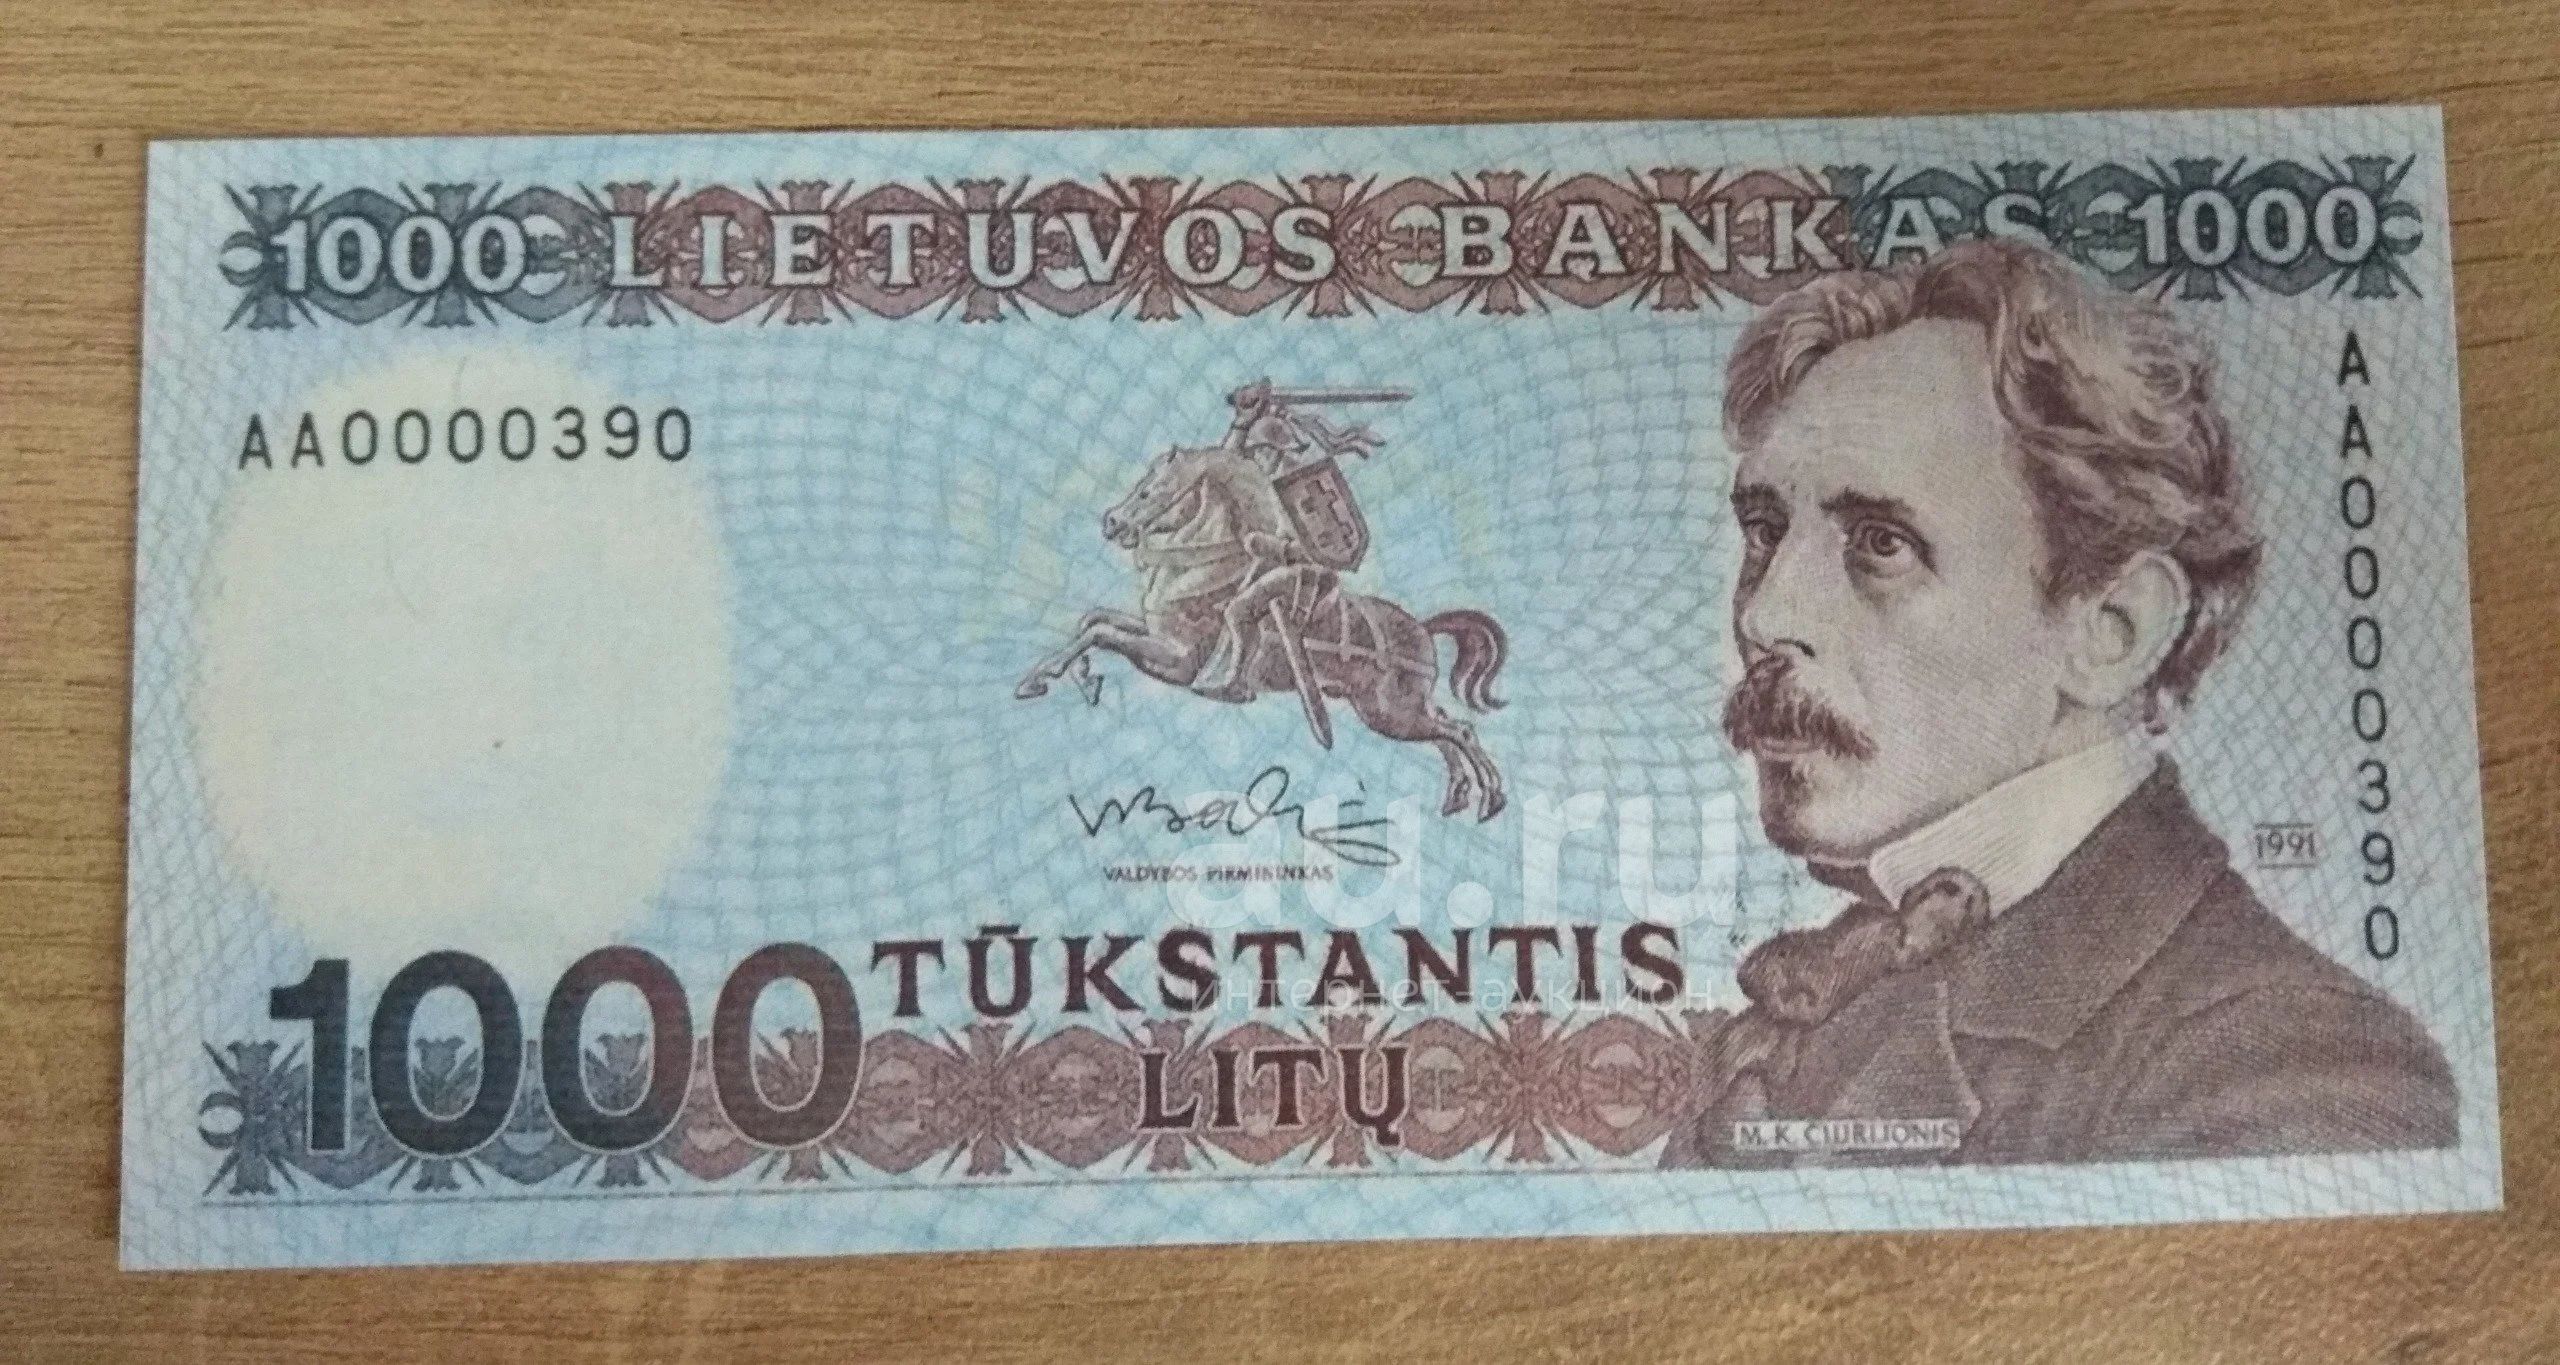 1000 LIETUVOS BANKAS 1000
AA0000390
AA0000390
VALDYBOS PIRMININKAS
1991
1000 TŪKSTANTIS
LITŲ
M. K. ČIURLIONIS
au.ru
интернет-аукцион